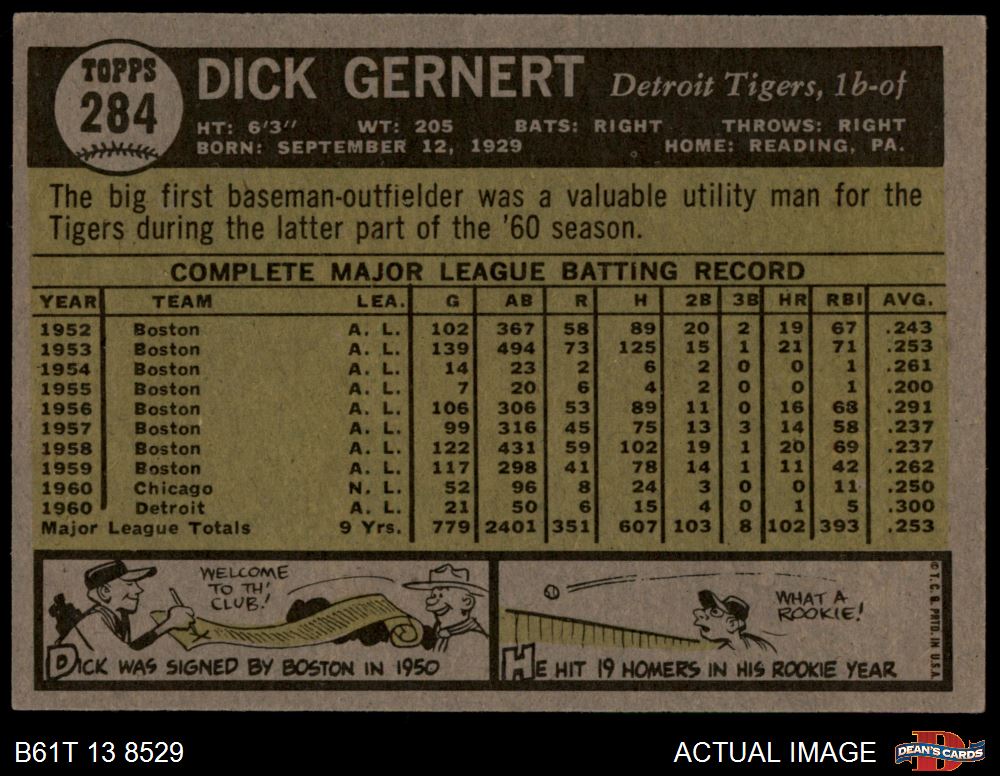 TOPPS
284
DICK GERNERT Detroit Tigers, 1b-of
HT: 6'3" WT: 205 BATS: RIGHT THROWS: RIGHT
BORN: SEPTEMBER 12, 1929 HOME: READING, PA.
The big first baseman-outfielder was a valuable utility man for the
Tigers during the latter part of the '60 season.
COMPLETE MAJOR LEAGUE BATTING RECORD
YEAR TEAM LEA. G AB R H 2B 3B HR RBI AVG.
1952 Boston A. L. 102 367 58 89 20 2 19 67 .243
1953 Boston A. L. 139 494 73 125 15 1 21 71 .253
1954 Boston A. L. 14 23 2 6 2 0 0 1 .261
1955 Boston A. L. 7 20 6 4 2 0 0 1 .200
1956 Boston A. L. 106 306 53 89 11 0 16 68 .291
1957 Boston A. L. 99 316 45 75 13 3 14 58 .237
1958 Boston A. L. 122 431 59 102 19 1 20 69 .237
1959 Boston A. L. 117 298 41 78 14 1 11 42 .262
1960 Chicago N. L. 52 96 8 24 3 0 0 11 .250
1960 Detroit A. L. 21 50 6 15 4 0 1 5 .300
Major League Totals 9 Yrs. 779 2401 351 607 103 8 102 393 .253
WELCOME
TO TH'
CLUB!
DICK WAS SIGNED BY BOSTON IN 1950
WHAT A
ROOKIE!
HE HIT 19 HOMERS IN HIS ROOKIE YEAR
© T.C.G. PRTD. IN U.S.A.
B61T 13 8529
ACTUAL IMAGE
D
DEAN'S CARDS